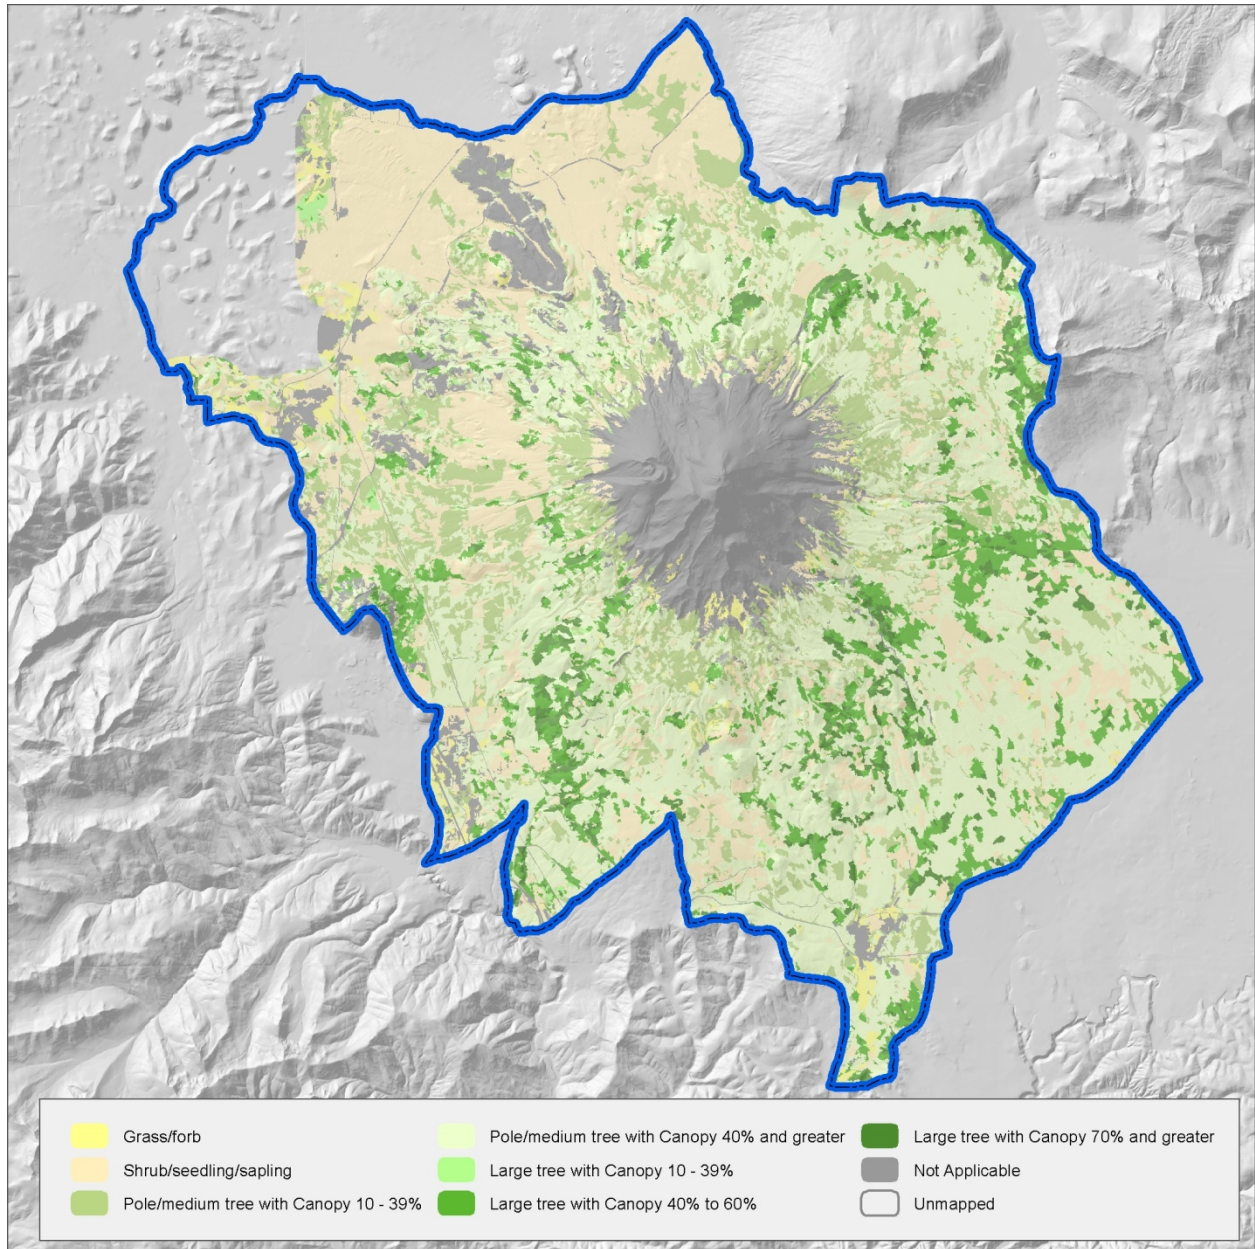 Grass/forb
Shrub/seedling/sapling
Pole/medium tree with Canopy 10 - 39%
Pole/medium tree with Canopy 40% and greater
Large tree with Canopy 10 - 39%
Large tree with Canopy 40% to 60%
Large tree with Canopy 70% and greater
Not Applicable
Unmapped